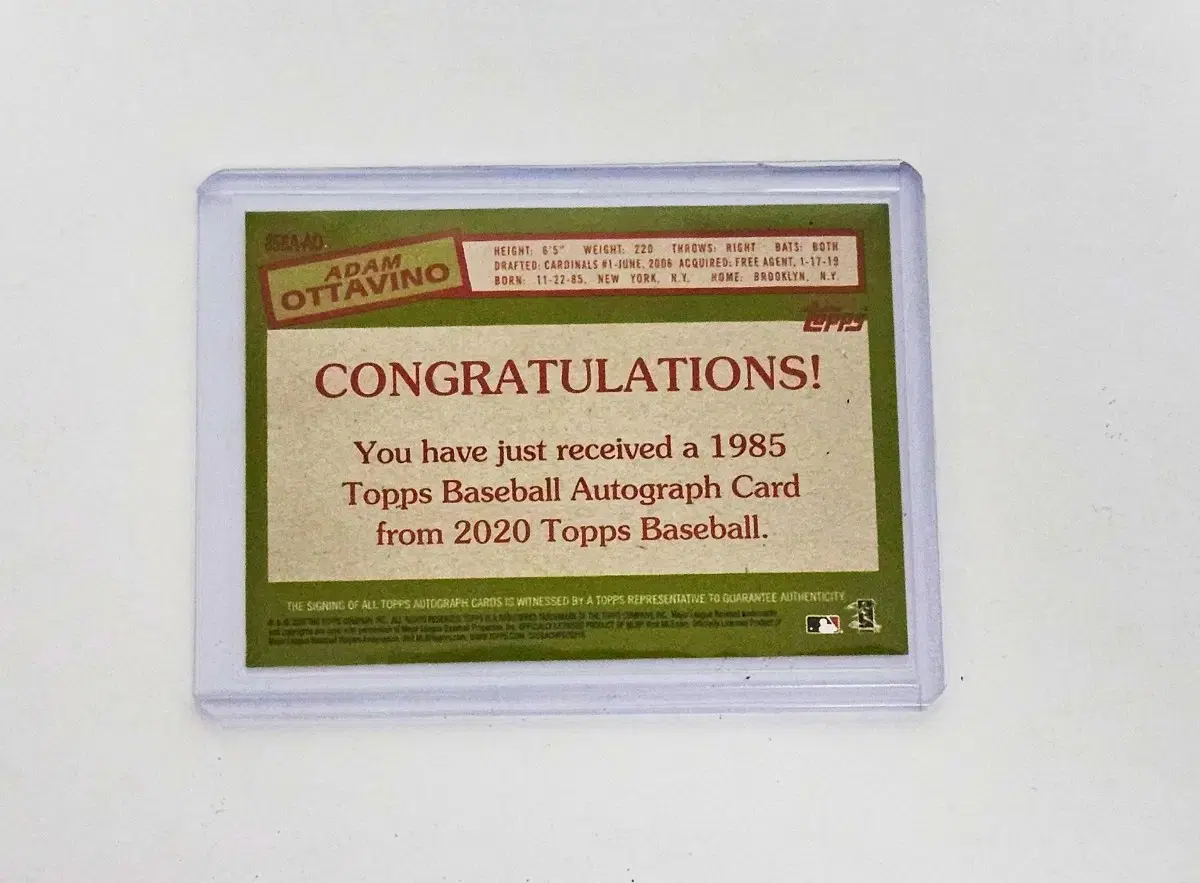 85BA-AO
ADAM
OTTAVINO
HEIGHT: 6'5" WEIGHT: 220 THROWS: RIGHT BATS: BOTH
DRAFTED: CARDINALS #1-JUNE, 2006 ACQUIRED: FREE AGENT, 1-17-19
BORN: 11-22-85, NEW YORK, N.Y. HOME: BROOKLYN, N.Y.
topps
CONGRATULATIONS!
You have just received a 1985
Topps Baseball Autograph Card
from 2020 Topps Baseball.
THE SIGNING OF ALL TOPPS AUTOGRAPH CARDS IS WITNESSED BY A TOPPS REPRESENTATIVE TO GUARANTEE AUTHENTICITY